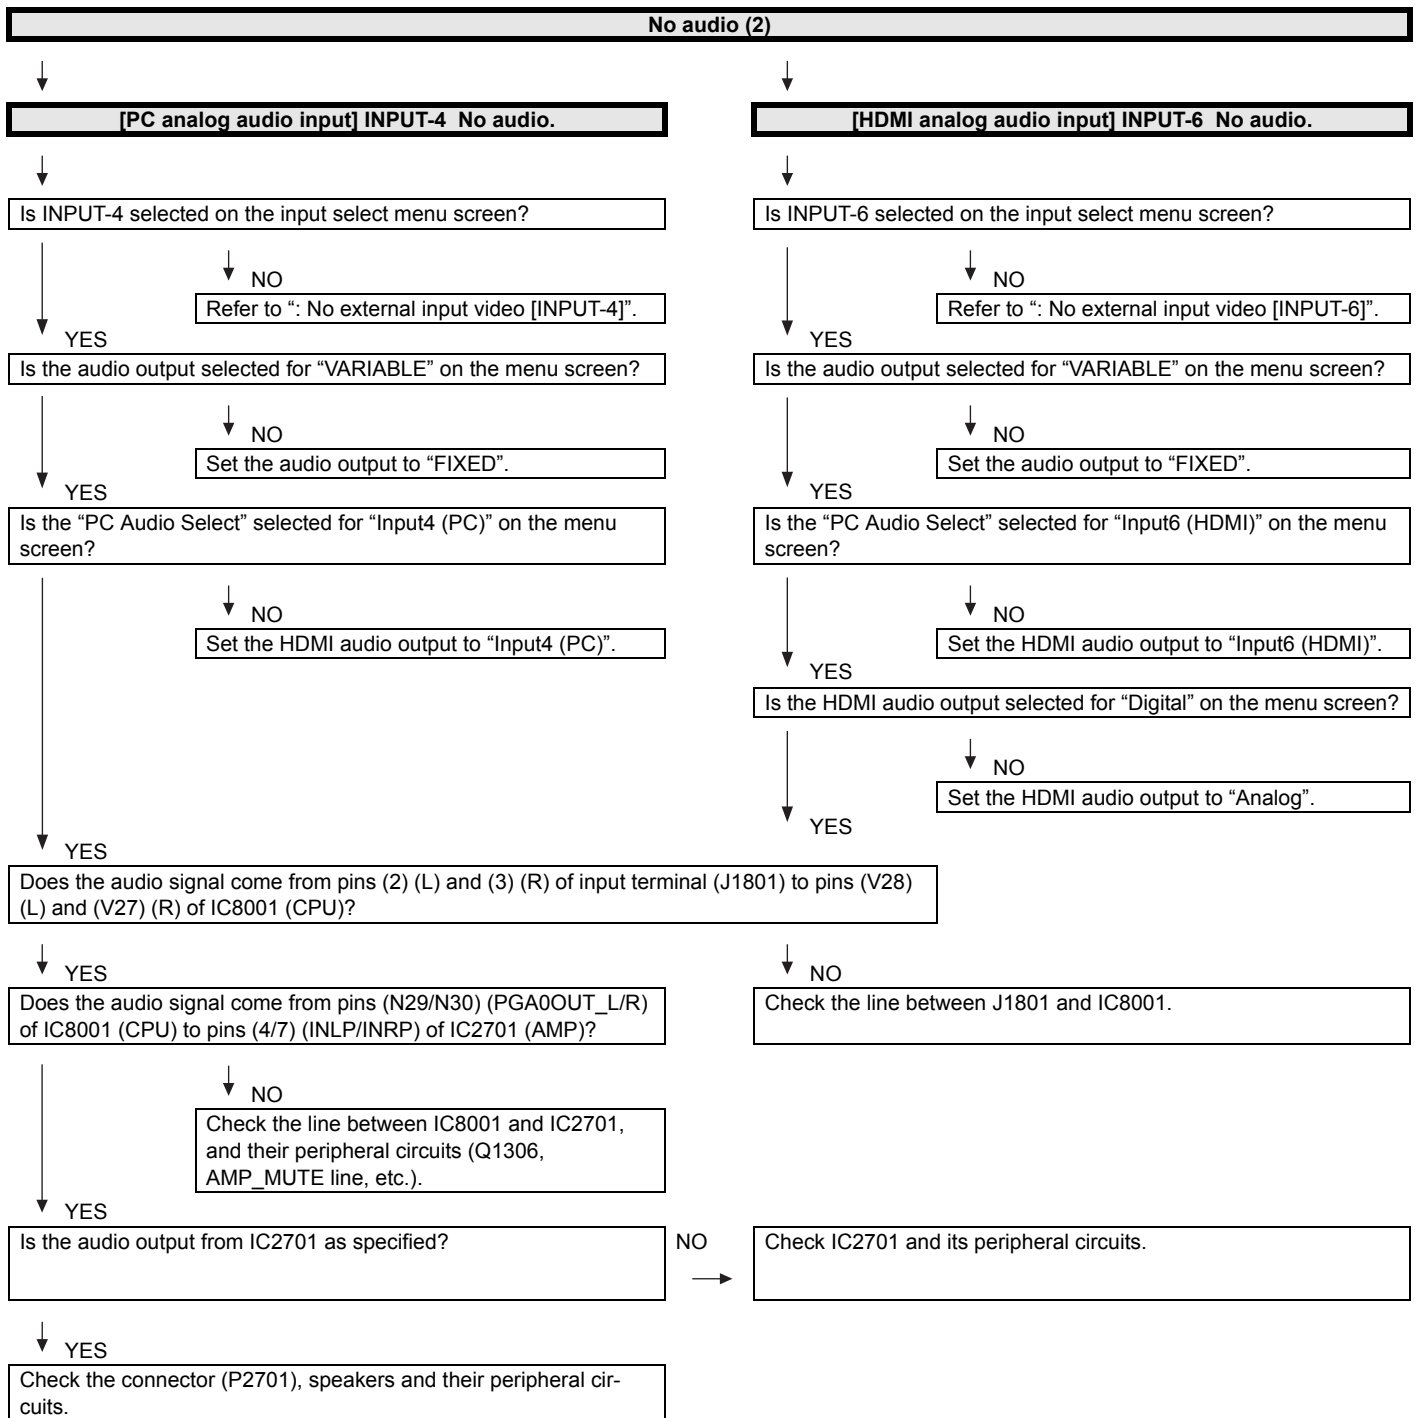 No audio (2)
[PC analog audio input] INPUT-4  No audio.
[HDMI analog audio input] INPUT-6  No audio.
Is INPUT-4 selected on the input select menu screen?
Is INPUT-6 selected on the input select menu screen?
NO
NO
Refer to “: No external input video [INPUT-4]”.
Refer to “: No external input video [INPUT-6]”.
YES
YES
Is the audio output selected for “VARIABLE” on the menu screen?
Is the audio output selected for “VARIABLE” on the menu screen?
NO
NO
Set the audio output to “FIXED”.
Set the audio output to “FIXED”.
YES
YES
Is the “PC Audio Select” selected for “Input4 (PC)” on the menu
screen?
Is the “PC Audio Select” selected for “Input6 (HDMI)” on the menu
screen?
NO
NO
Set the HDMI audio output to “Input4 (PC)”.
Set the HDMI audio output to “Input6 (HDMI)”.
YES
Is the HDMI audio output selected for “Digital” on the menu screen?
NO
Set the HDMI audio output to “Analog”.
YES
YES
Does the audio signal come from pins (2) (L) and (3) (R) of input terminal (J1801) to pins (V28)
(L) and (V27) (R) of IC8001 (CPU)?
YES
NO
Does the audio signal come from pins (N29/N30) (PGA0OUT_L/R)
of IC8001 (CPU) to pins (4/7) (INLP/INRP) of IC2701 (AMP)?
Check the line between J1801 and IC8001.
NO
Check the line between IC8001 and IC2701,
and their peripheral circuits (Q1306,
AMP_MUTE line, etc.).
YES
Is the audio output from IC2701 as specified?
NO
Check IC2701 and its peripheral circuits.
YES
Check the connector (P2701), speakers and their peripheral cir-
cuits.